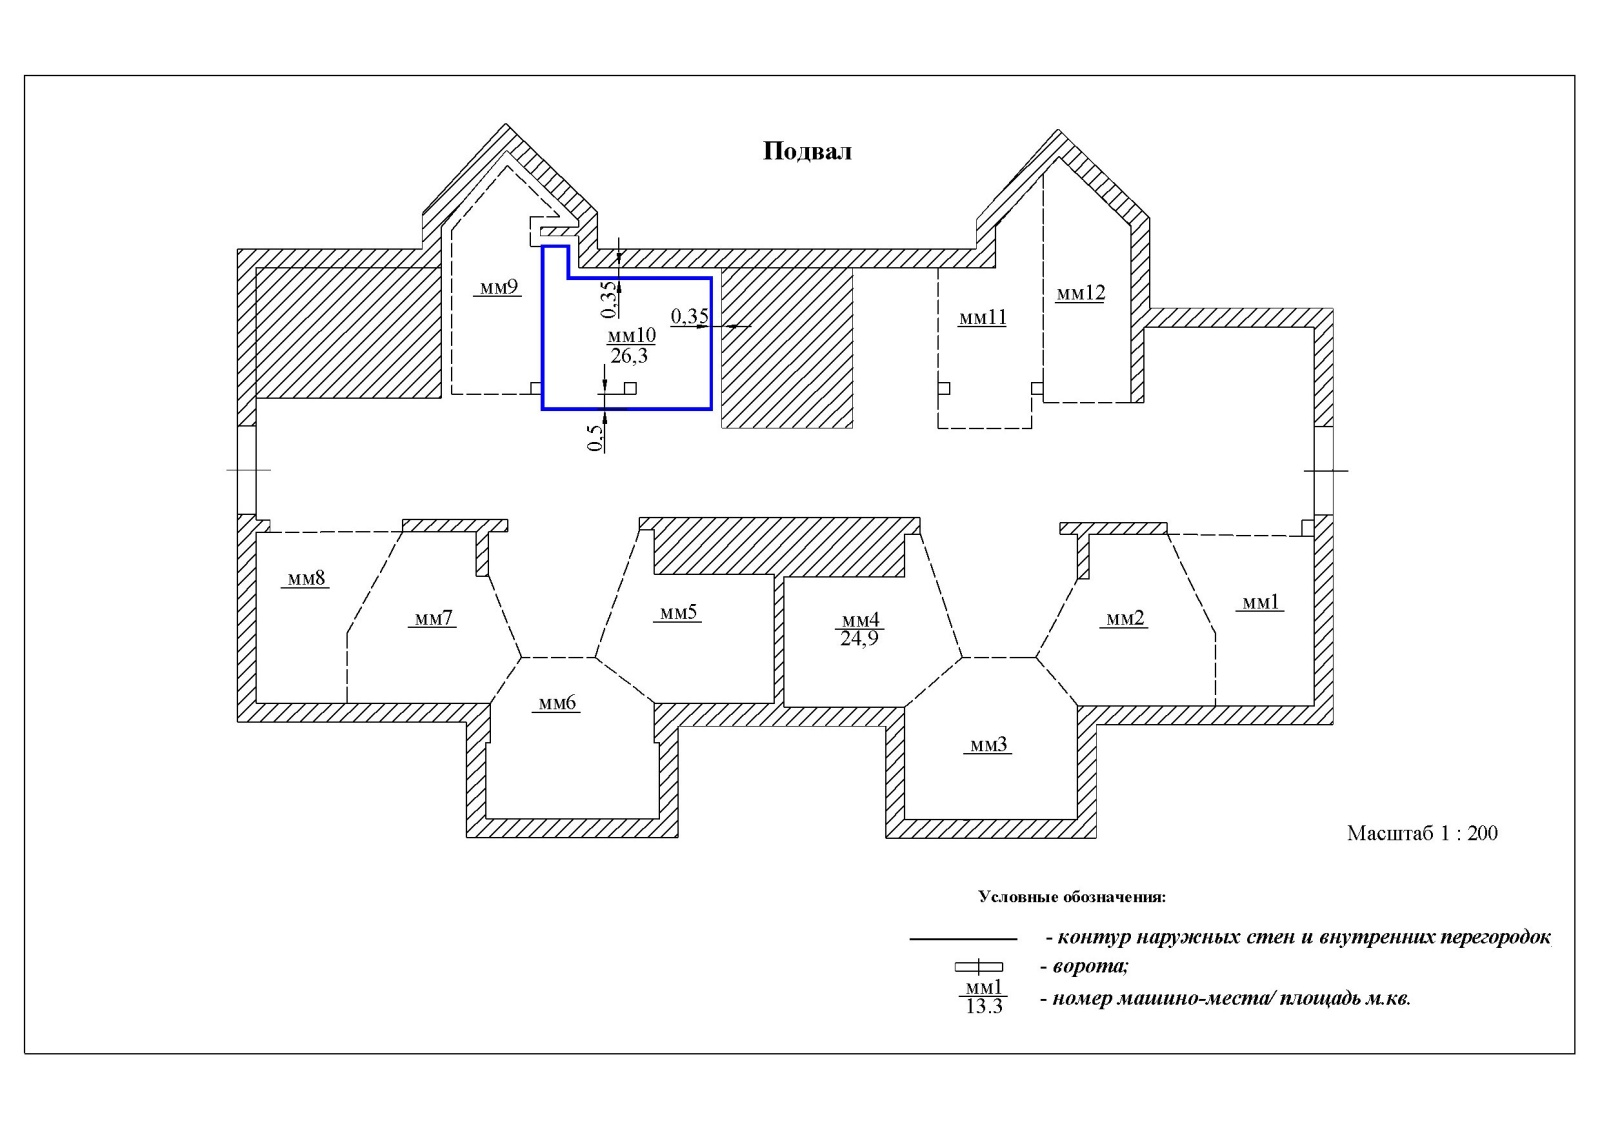 Подвал
мм9
0,35
0,35
мм10
26,3
0,5
мм11
мм12
мм8
мм7
мм5
мм4
24,9
мм2
мм1
мм6
мм3
Масштаб 1 : 200
Условные обозначения:
- контур наружных стен и внутренних перегородок
- ворота;
мм1
13.3
- номер машино-места/ площадь м.кв.